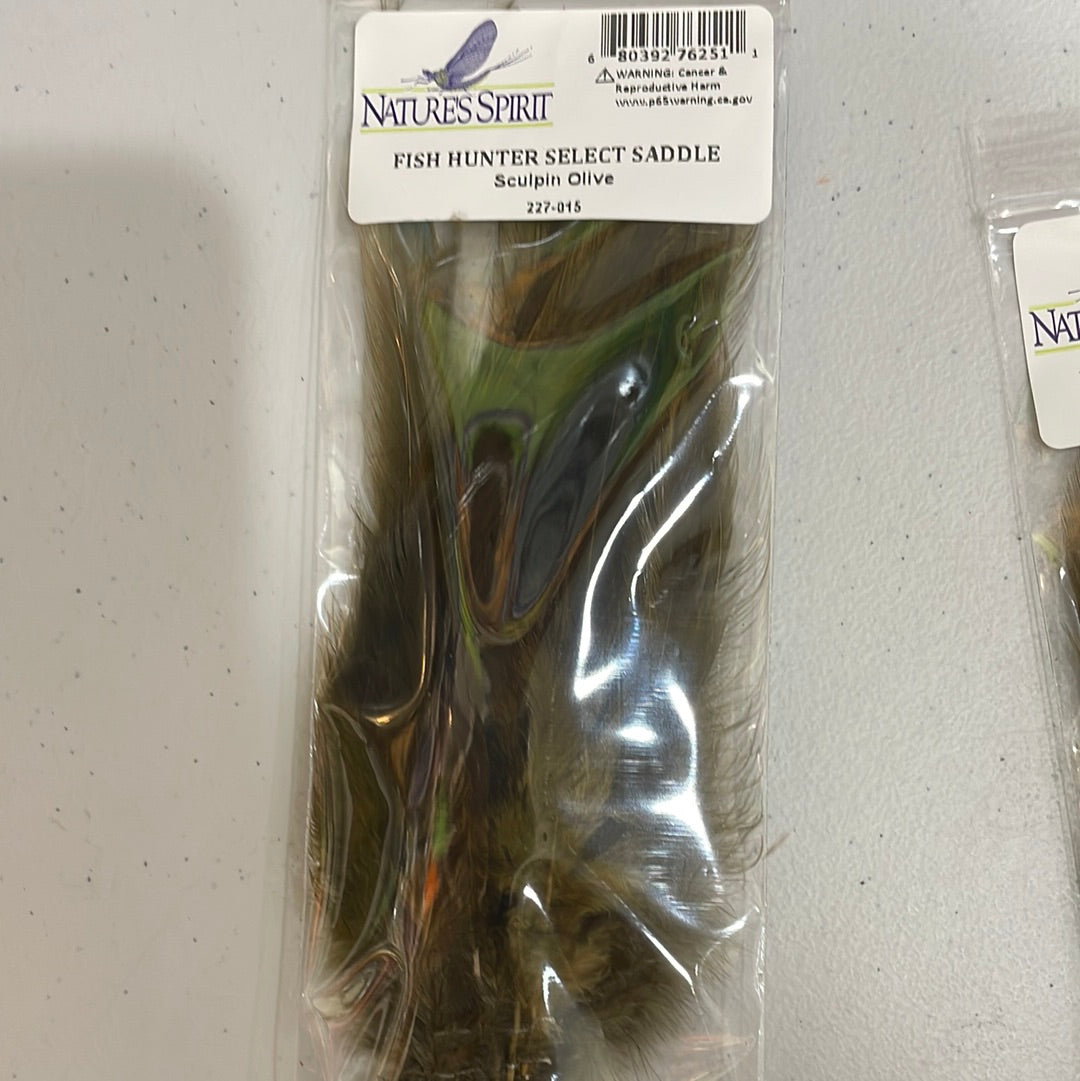 6 80392 76251 1
WARNING: Cancer &
Reproductive Harm
www.p65warning.ca.gov
NATURE'S SPIRIT
FISH HUNTER SELECT SADDLE
Sculpin Olive
227-015
NAT